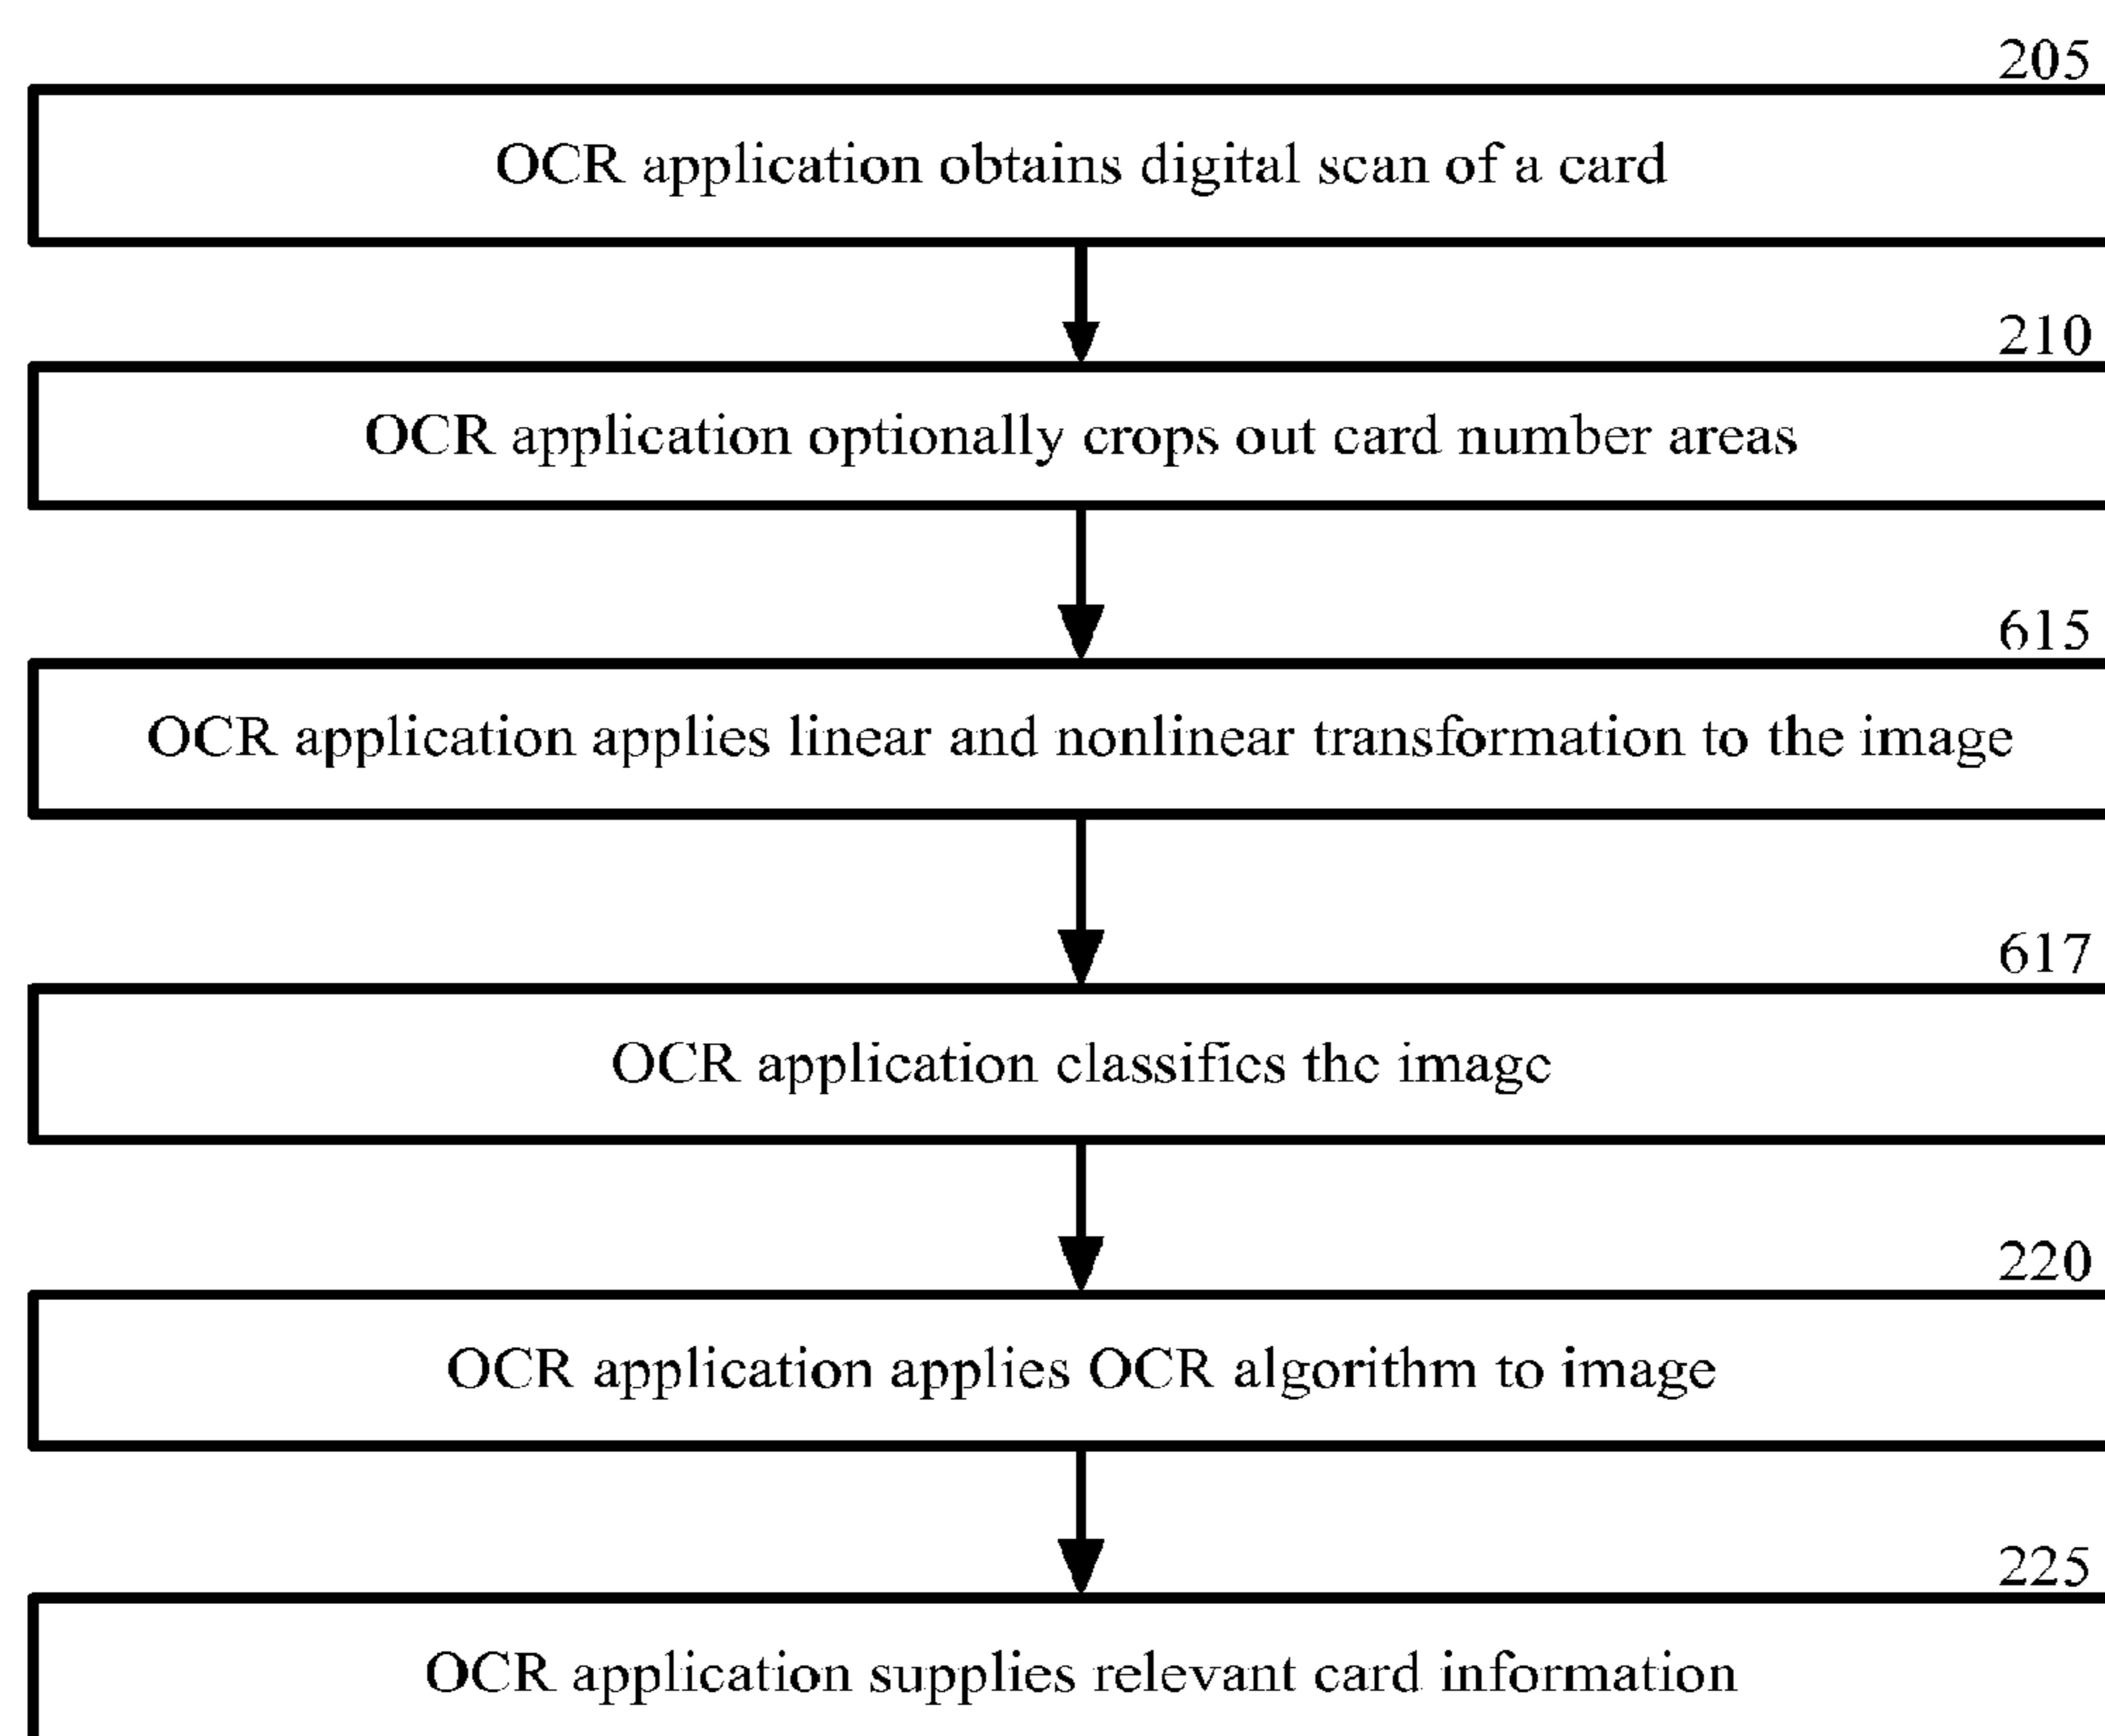 205
OCR application obtains digital scan of a card
210
OCR application optionally crops out card number areas
615
OCR application applies linear and nonlinear transformation to the image
617
OCR application classifies the image
220
OCR application applies OCR algorithm to image
225
OCR application supplies relevant card information